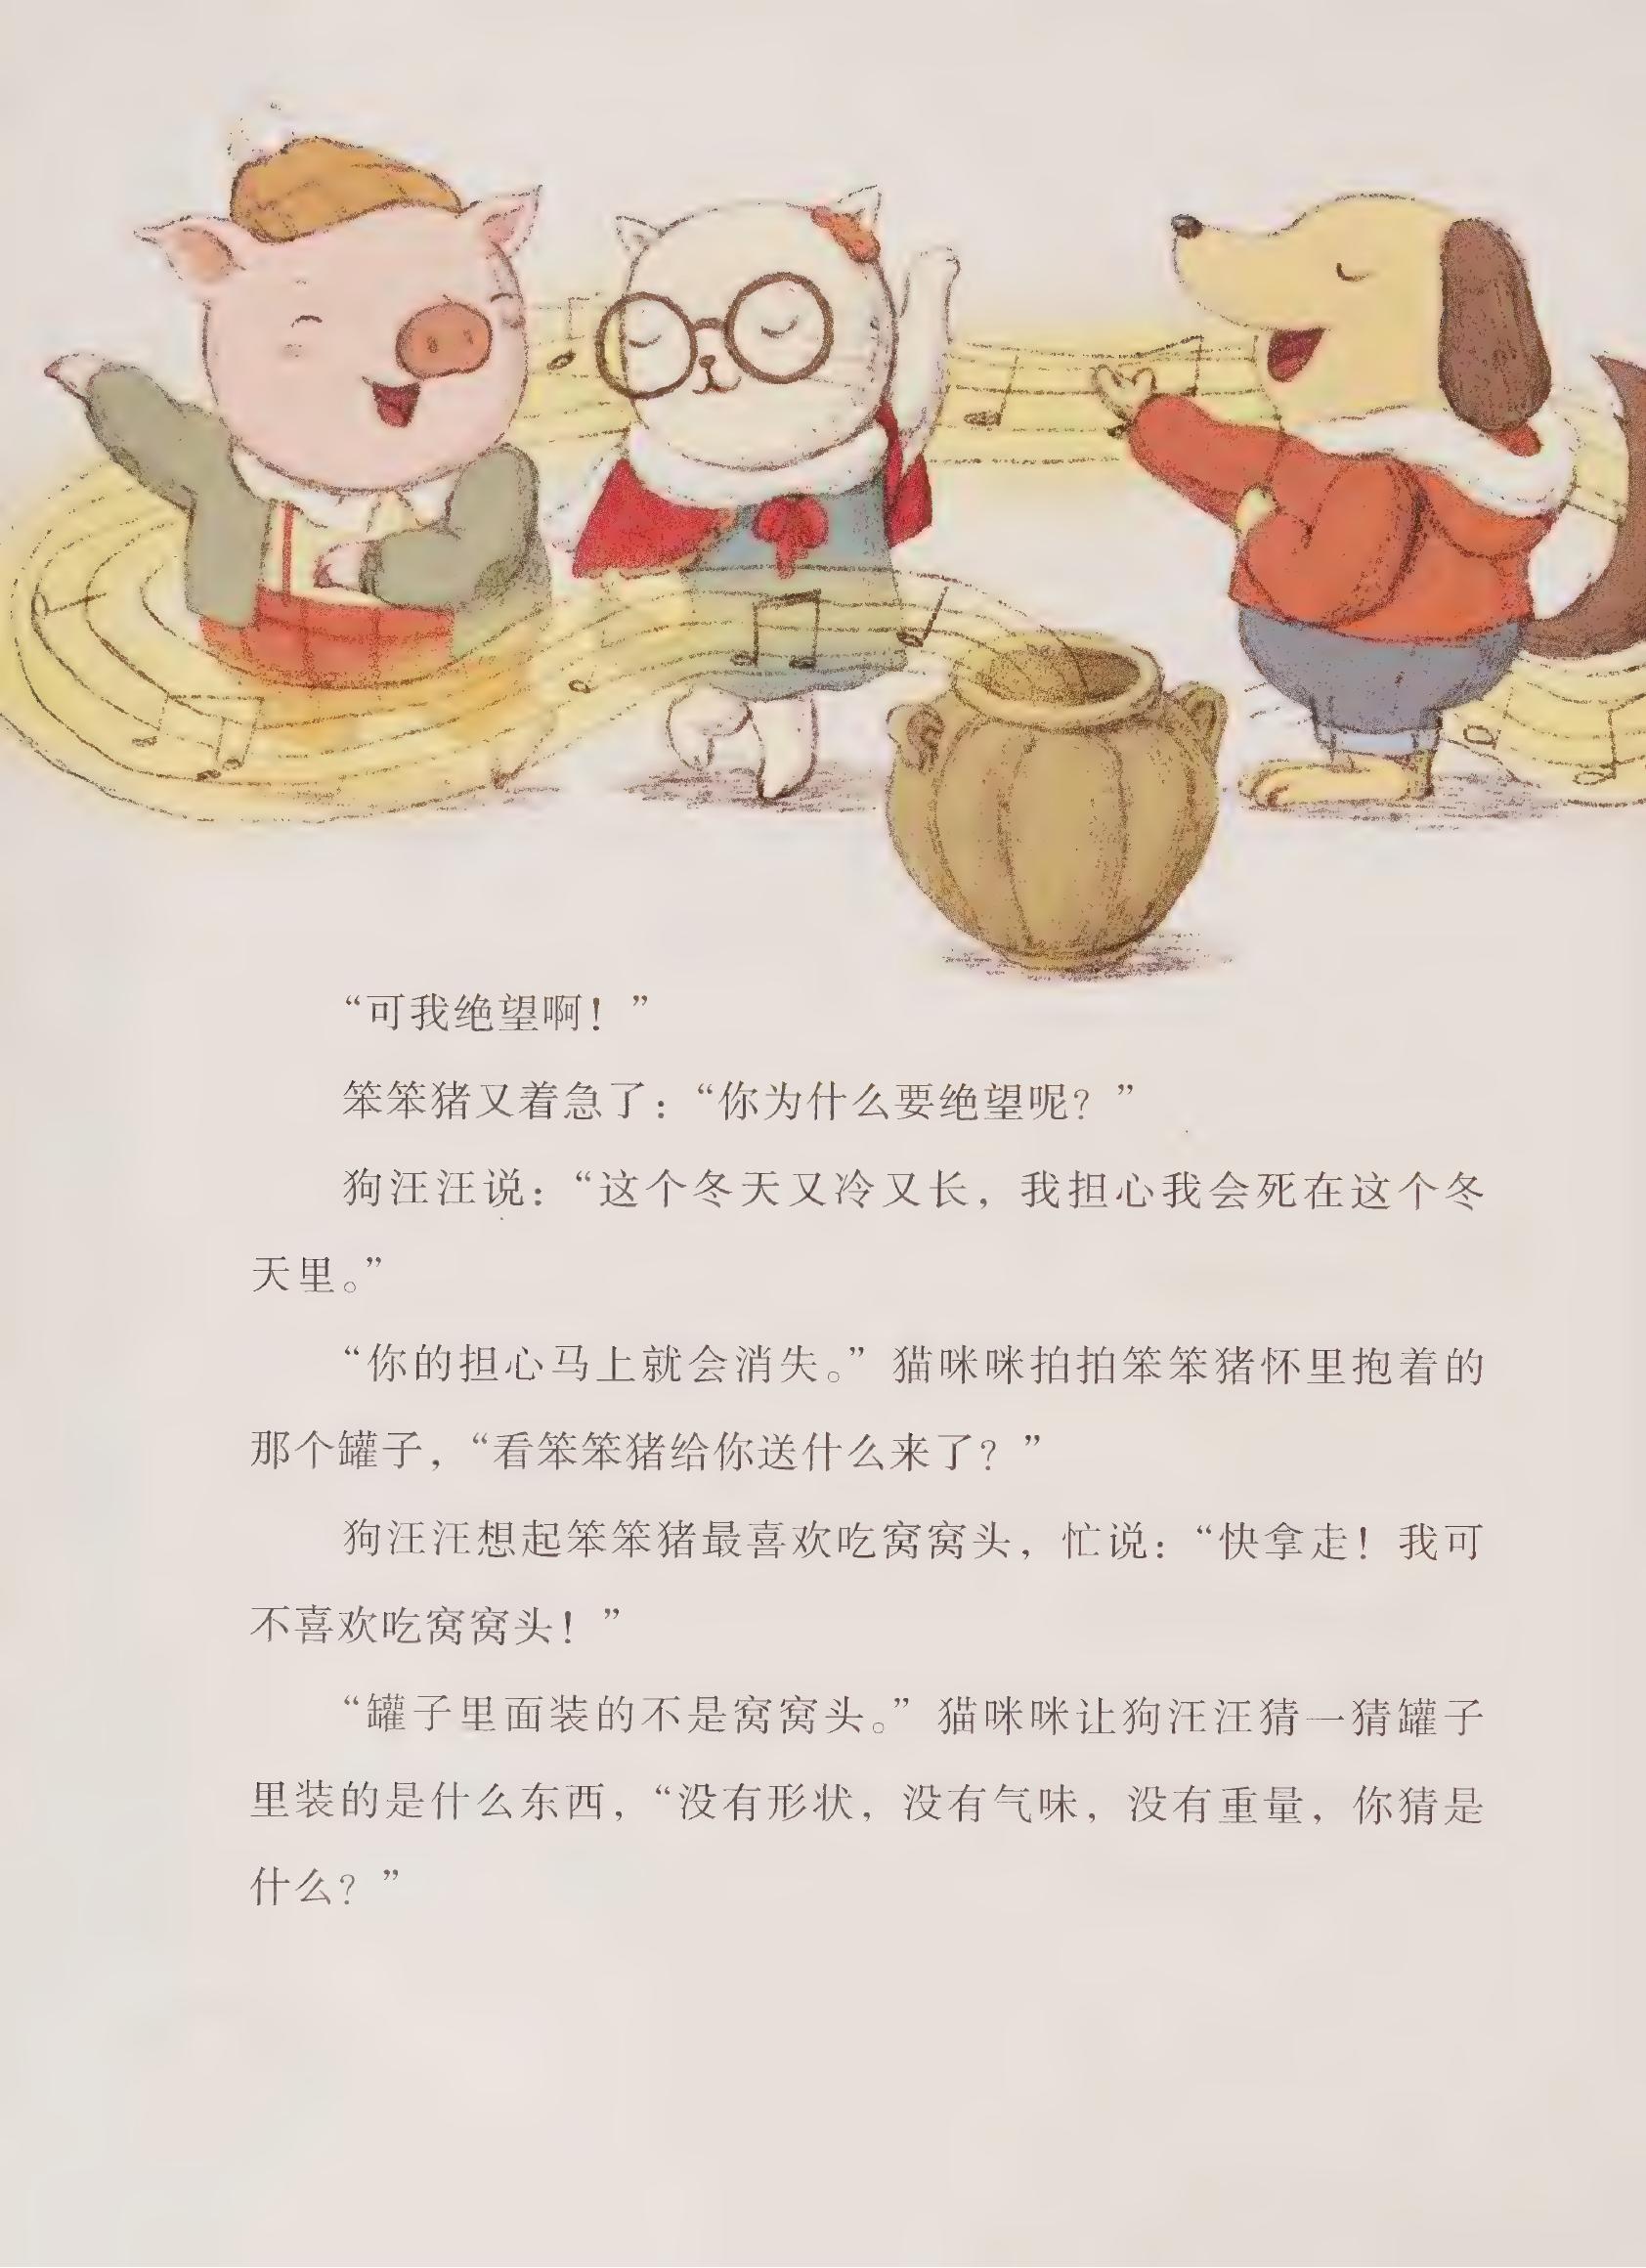 “可我绝望啊！”
笨笨猪又着急了：“你为什么要绝望呢？”
狗汪汪说：“这个冬天又冷又长，我担心我会死在这个冬
天里。”
“你的担心马上就会消失。”猫咪咪拍拍笨笨猪怀里抱着的
那个罐子，“看笨笨猪给你送什么来了？”
狗汪汪想起笨笨猪最喜欢吃窝窝头，忙说：“快拿走！我可
不喜欢吃窝窝头！”
“罐子里面装的不是窝窝头。”猫咪咪让狗汪汪猜一猜罐子
里装的是什么东西，“没有形状，没有气味，没有重量，你猜是
什么？”